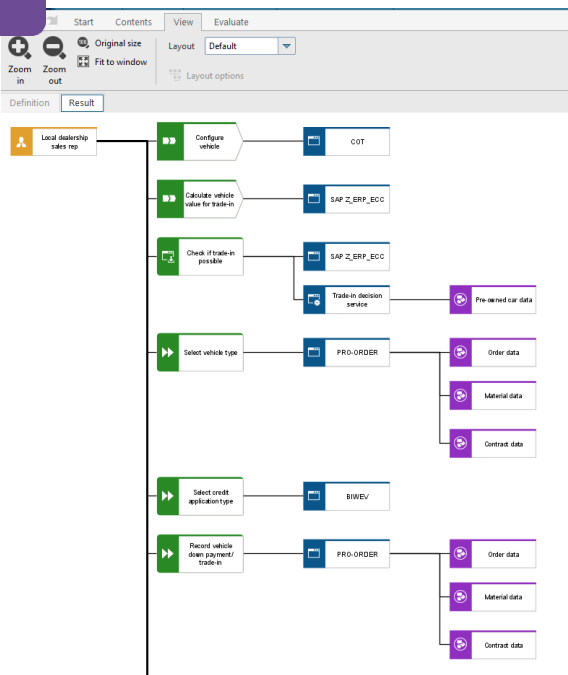 Start Contents View Evaluate
Zoom in
Zoom out
100
Original size
Fit to window
Layout Default
Layout options
Definition Result
Local dealership
sales rep
Configure
vehicle
COT
Calculate vehicle
value for trade-in
SAP Z_ERP_ECC
Check if trade-in
possible
SAP Z_ERP_ECC
Trade-in decision
service
Pre-owned car data
Select vehicle type
PRO-ORDER
Order data
Material data
Contract data
Select credit
application type
BIWEV
Record vehicle
down payment/
trade-in
PRO-ORDER
Order data
Material data
Contract data